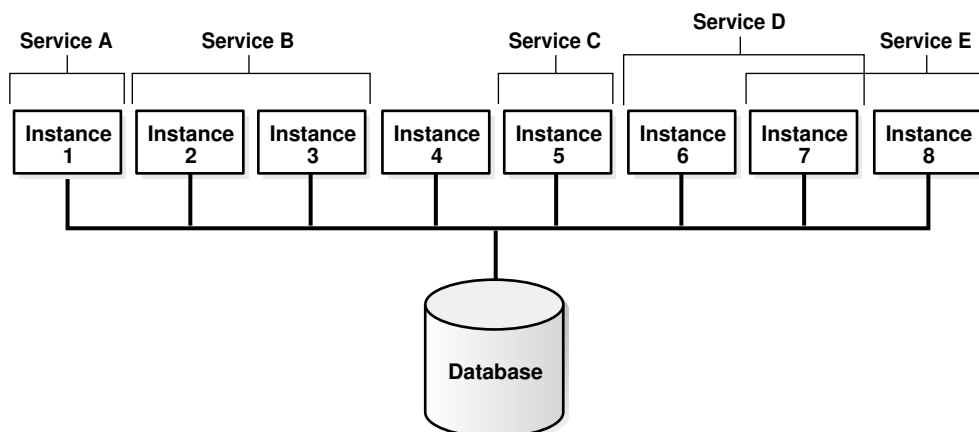 Service D
Service A
Service B
Service C
Service E
Instance
1
Instance
2
Instance
3
Instance
4
Instance
5
Instance
6
Instance
7
Instance
8
Database